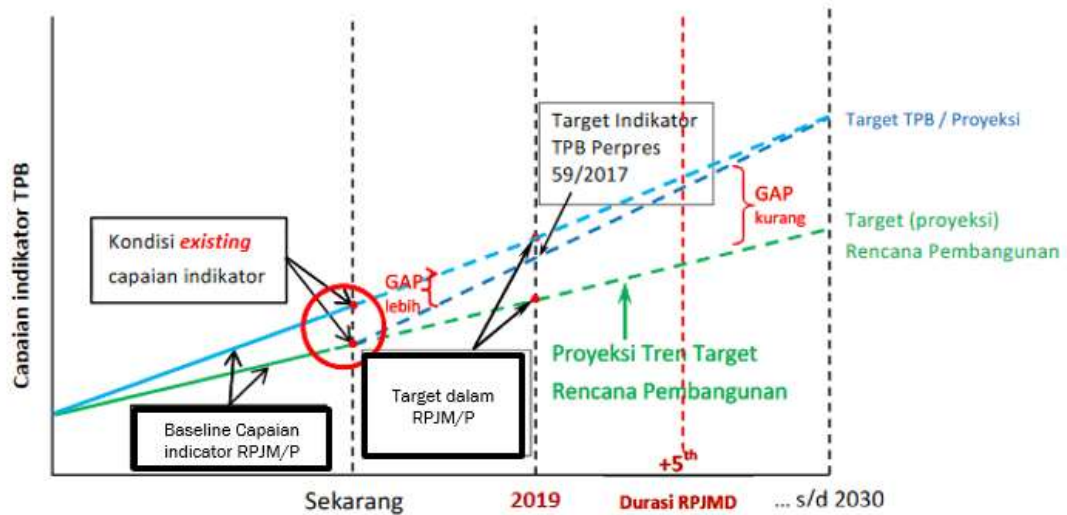 Capaian indikator TPB
Target Indikator
TPB Perpres
59/2017
Target TPB / Proyeksi
Kondisi existing
capaian indikator
GAP
lebih
GAP
kurang
Target (proyeksi)
Rencana Pembangunan
Proyeksi Tren Target
Rencana Pembangunan
Target dalam
RPJM/P
Baseline Capaian
indicator RPJM/P
+5th
Sekarang
2019
Durasi RPJMD
... s/d 2030